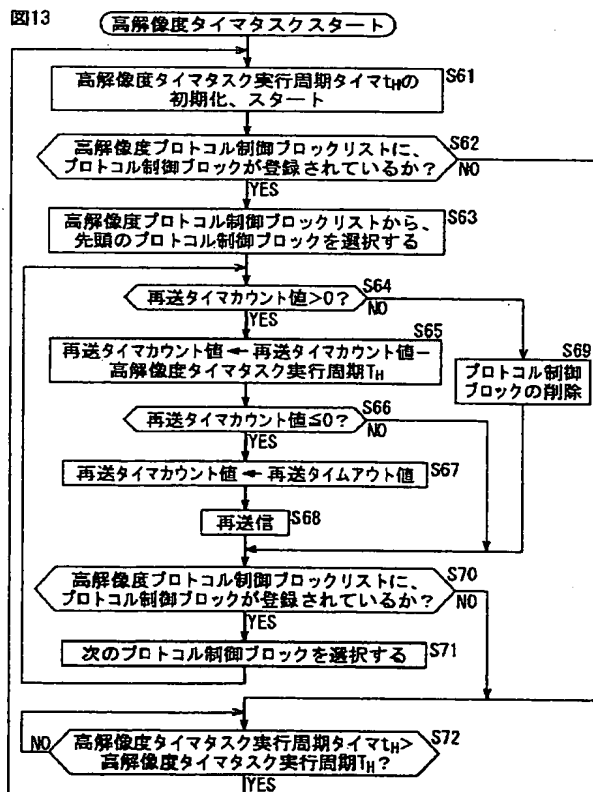 図13
高解像度タイマタスクスタート
高解像度タイマタスク実行周期タイマtHの
初期化、スタート
S61
高解像度プロトコル制御ブロックリストに、
プロトコル制御ブロックが登録されているか?
S62
NO
YES
高解像度プロトコル制御ブロックリストから、
先頭のプロトコル制御ブロックを選択する
S63
再送タイマカウント値>0?
S64
NO
YES
S65
再送タイマカウント値 ← 再送タイマカウント値−
高解像度タイマタスク実行周期TH
S69
プロトコル制御
ブロックの削除
再送タイマカウント値≦0?
S66
NO
YES
再送タイマカウント値 ← 再送タイムアウト値
S67
再送信
S68
高解像度プロトコル制御ブロックリストに、
プロトコル制御ブロックが登録されているか?
S70
NO
YES
次のプロトコル制御ブロックを選択する
S71
NO
高解像度タイマタスク実行周期タイマtH>
高解像度タイマタスク実行周期TH?
S72
YES